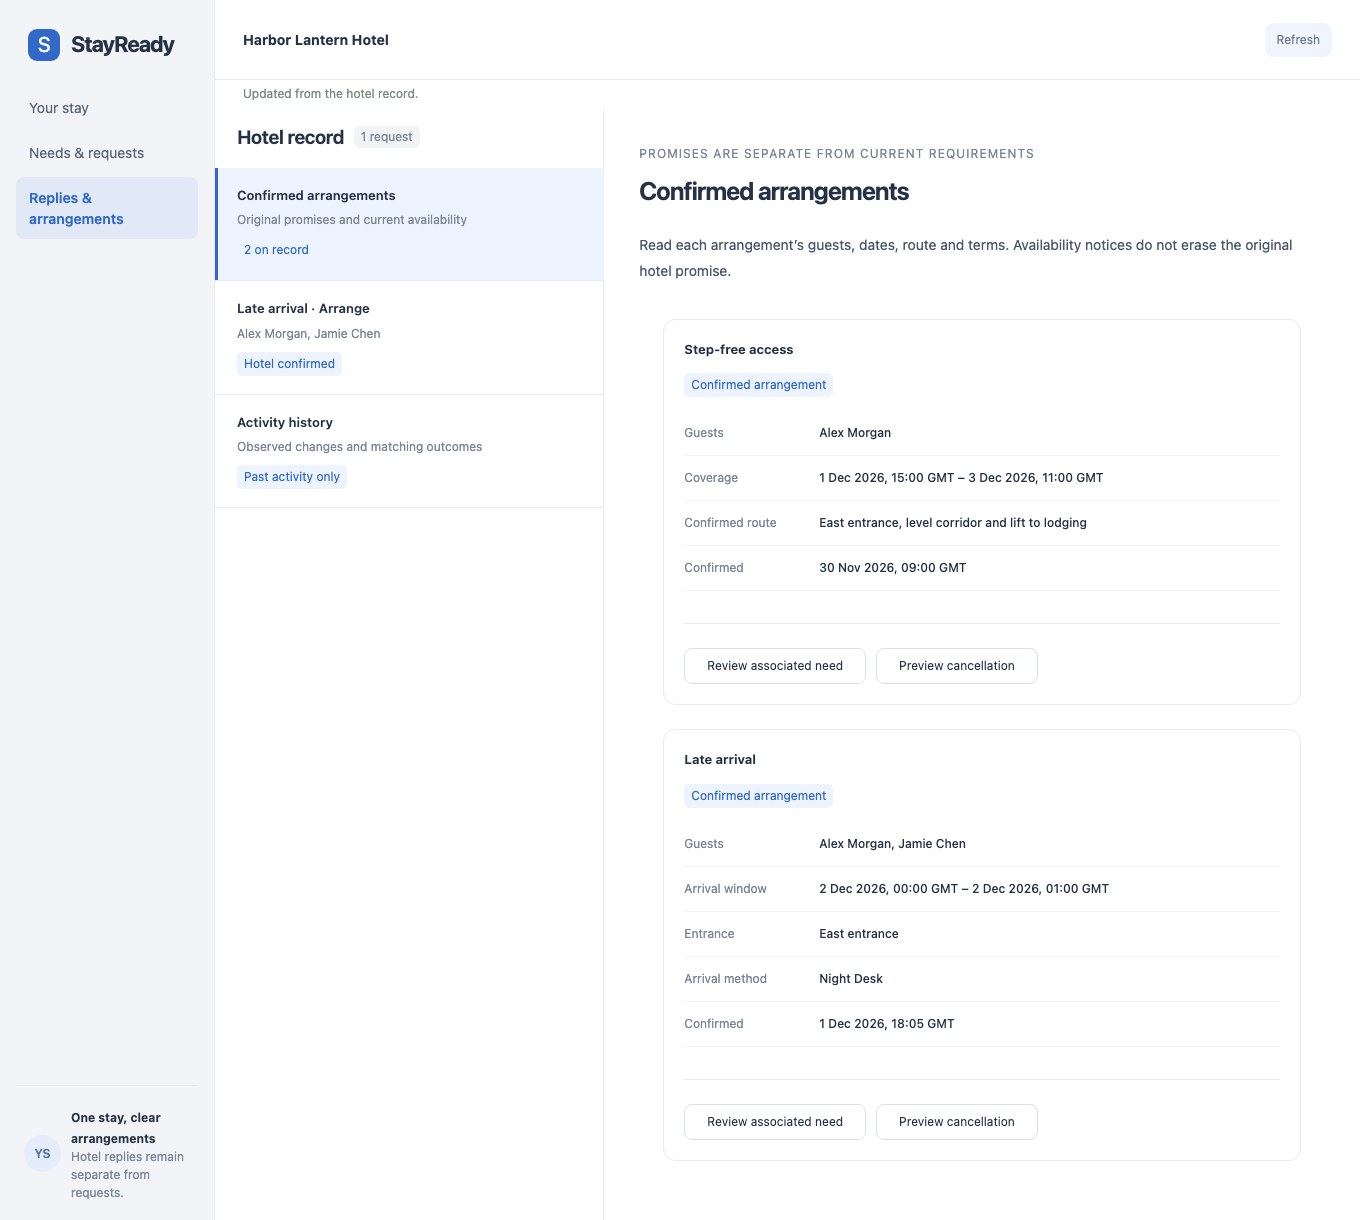 S StayReady
Your stay
Needs & requests
Replies &
arrangements
One stay, clear
arrangements
YS
Hotel replies remain
separate from
requests.
Harbor Lantern Hotel
Refresh
Updated from the hotel record.
Hotel record 1 request
Confirmed arrangements
Original promises and current availability
2 on record
Late arrival · Arrange
Alex Morgan, Jamie Chen
Hotel confirmed
Activity history
Observed changes and matching outcomes
Past activity only
PROMISES ARE SEPARATE FROM CURRENT REQUIREMENTS
Confirmed arrangements
Read each arrangement’s guests, dates, route and terms. Availability notices do not erase the original
hotel promise.
Step-free access
Confirmed arrangement
Guests Alex Morgan
Coverage 1 Dec 2026, 15:00 GMT – 3 Dec 2026, 11:00 GMT
Confirmed route East entrance, level corridor and lift to lodging
Confirmed 30 Nov 2026, 09:00 GMT
Review associated need Preview cancellation
Late arrival
Confirmed arrangement
Guests Alex Morgan, Jamie Chen
Arrival window 2 Dec 2026, 00:00 GMT – 2 Dec 2026, 01:00 GMT
Entrance East entrance
Arrival method Night Desk
Confirmed 1 Dec 2026, 18:05 GMT
Review associated need Preview cancellation